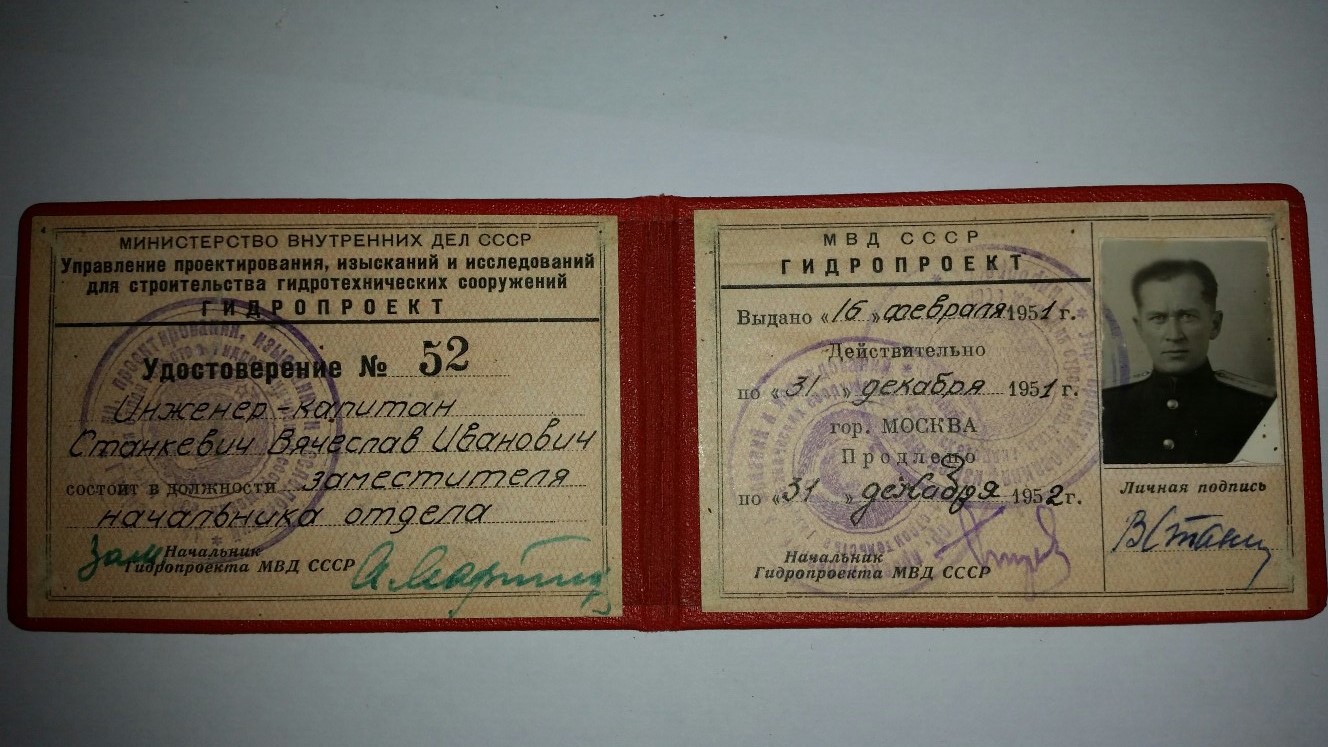 МИНИСТЕРСТВО ВНУТРЕННИХ ДЕЛ СССР
Управление проектирования, изысканий и исследований
для строительства гидротехнических сооружений
ГИДРОПРОЕКТ
Удостоверение № 52
Инженер-капитан
Станкевич Вячеслав Иванович
состоит в должности заместителя
начальника отдела
Зам Начальник
Гидропроекта МВД СССР
МВД СССР
ГИДРОПРОЕКТ
Выдано «16» февраля 1951 г.
Действительно
по «31» декабря 1951 г.
гор. МОСКВА
Продлено
по «31» декабря 1952 г.
Начальник
Гидропроекта МВД СССР
Личная подпись
ВСтанк